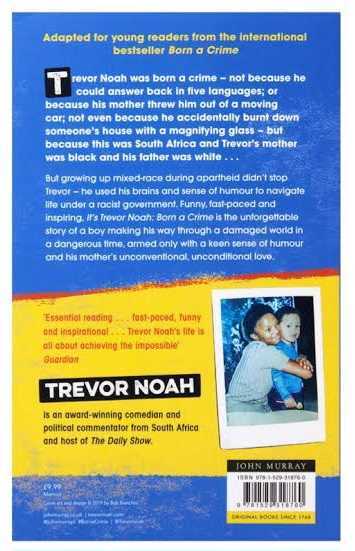 Adapted for young readers from the international
bestseller Born a Crime
Trevor Noah was born a crime – not because he
could answer back in five languages; or
because his mother threw him out of a moving
car; not even because he accidentally burnt down
someone's house with a magnifying glass – but
because this was South Africa and Trevor's mother
was black and his father was white . . .
But growing up mixed-race during apartheid didn't stop
Trevor – he used his brains and sense of humour to navigate
life under a racist government. Funny, fast-paced and
inspiring, It's Trevor Noah: Born a Crime is the unforgettable
story of a boy making his way through a damaged world in
a dangerous time, armed only with a keen sense of humour
and his mother's unconventional, unconditional love.
'Essential reading . . . fast-paced, funny
and inspirational . . . Trevor Noah's life is
all about achieving the impossible'
Guardian
TREVOR NOAH
is an award-winning comedian and
political commentator from South Africa
and host of The Daily Show.
£9.99
Memoir
JOHN MURRAY
ISBN 978-1-529-31878-0
9 781529 318780
ORIGINAL BOOKS SINCE 1768